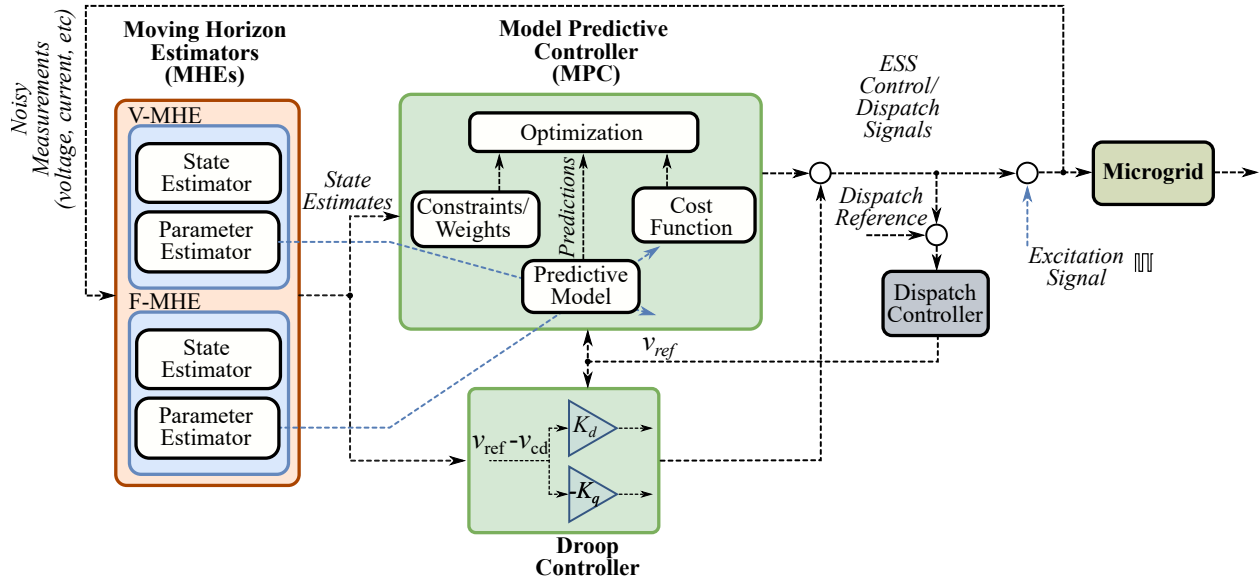 Noisy
Measurements
(voltage, current, etc)
Moving Horizon
Estimators
(MHEs)
V-MHE
State
Estimator
Parameter
Estimator
F-MHE
State
Estimator
Parameter
Estimator
State
Estimates
Model Predictive
Controller
(MPC)
Optimization
Constraints/
Weights
Predictions
Cost
Function
Predictive
Model
v_ref
v_ref -v_cd
K_d
-K_q
Droop
Controller
ESS
Control/
Dispatch
Signals
Dispatch
Reference
Dispatch
Controller
Excitation
Signal
Microgrid